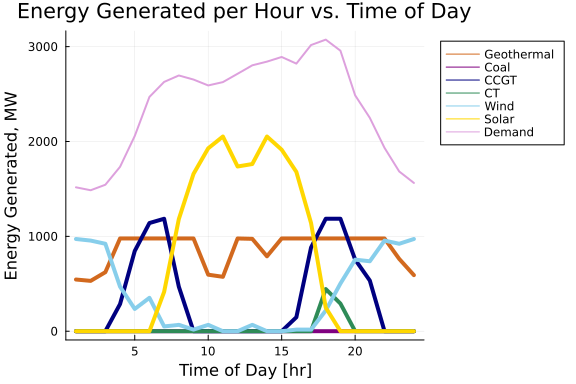 Energy Generated per Hour vs. Time of Day
Energy Generated, MW
3000
2000
1000
0
5
10
15
20
Time of Day [hr]
Geothermal
Coal
CCGT
CT
Wind
Solar
Demand